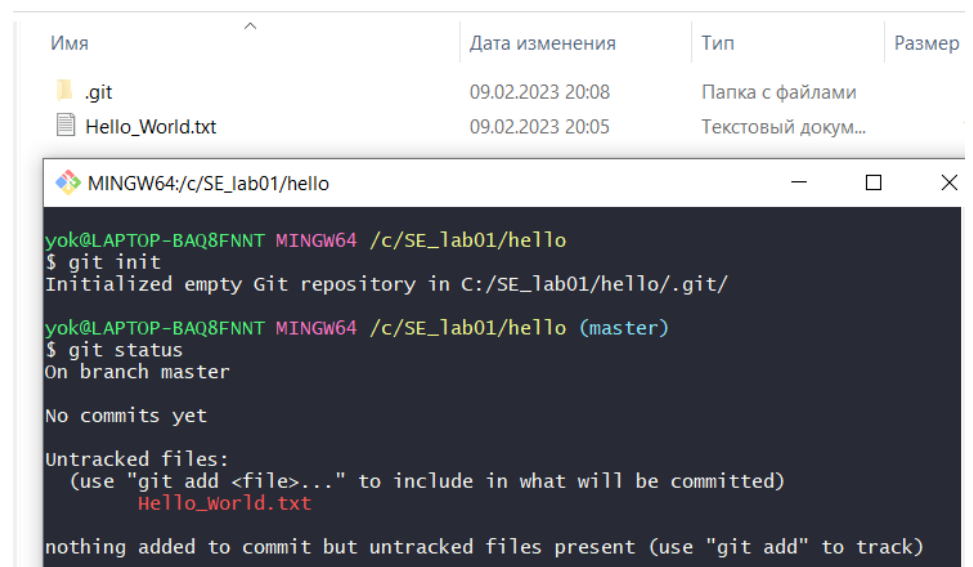 Имя Дата изменения Тип Размер
.git 09.02.2023 20:08 Папка с файлами
Hello_World.txt 09.02.2023 20:05 Текстовый докум...
MINGW64:/c/SE_lab01/hello
yok@LAPTOP-BAQ8FNNT MINGW64 /c/SE_lab01/hello
$ git init
Initialized empty Git repository in C:/SE_lab01/hello/.git/
yok@LAPTOP-BAQ8FNNT MINGW64 /c/SE_lab01/hello (master)
$ git status
On branch master
No commits yet
Untracked files:
(use "git add <file>..." to include in what will be committed)
Hello_World.txt
nothing added to commit but untracked files present (use "git add" to track)